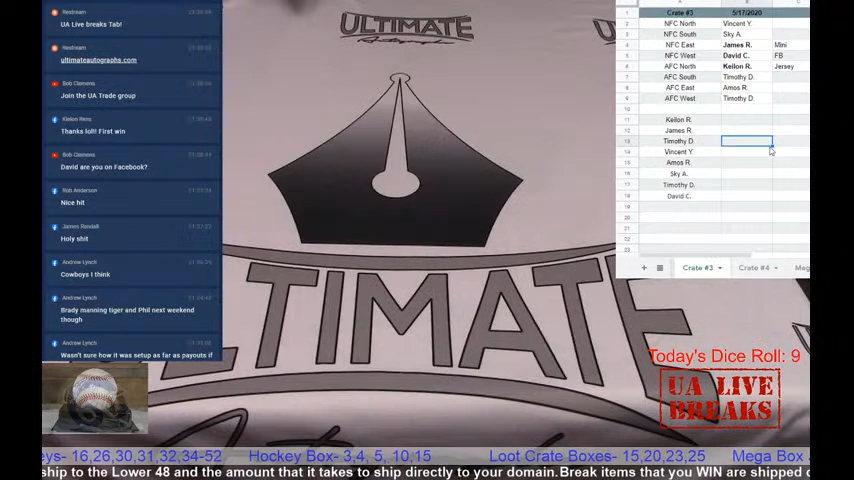 Restream
UA Live breaks Tab!
Restream
ultimateautographs.com
Bob Clemens
Join the UA Trade group
Thanks lol!! First win
Bob Clemens
David are you on Facebook?
Rob Anderson
Nice hit
Holy shit
Andrew Lynch
Cowboys I think
Andrew Lynch
Brady manning tiger and Phil next weekend
though
Andrew Lynch
Wasn't sure how it was setup as far as payouts if
ULTIMATE
ULTIMATE
Crate #3 5/17/2020
NFC North Vincent Y.
NFC South Sky A.
NFC East James R. Mini
NFC West David C. FB
AFC North Keilon R. Jersey
AFC South Timothy D.
AFC East Amos R.
AFC West Timothy D.
Keilon R.
James R.
Timothy D.
Vincent Y.
Amos R.
Sky A.
Timothy D.
David C.
Crate #3 Crate #4 Meg
Today's Dice Roll: 9
UA LIVE
BREAKS
eys- 16,26,30,31,32,34-52 Hockey Box- 3,4, 5, 10,15 Loot Crate Boxes- 15,20,23,25 Mega Box
ship to the Lower 48 and the amount that it takes to ship directly to your domain. Break items that you WIN are shipped